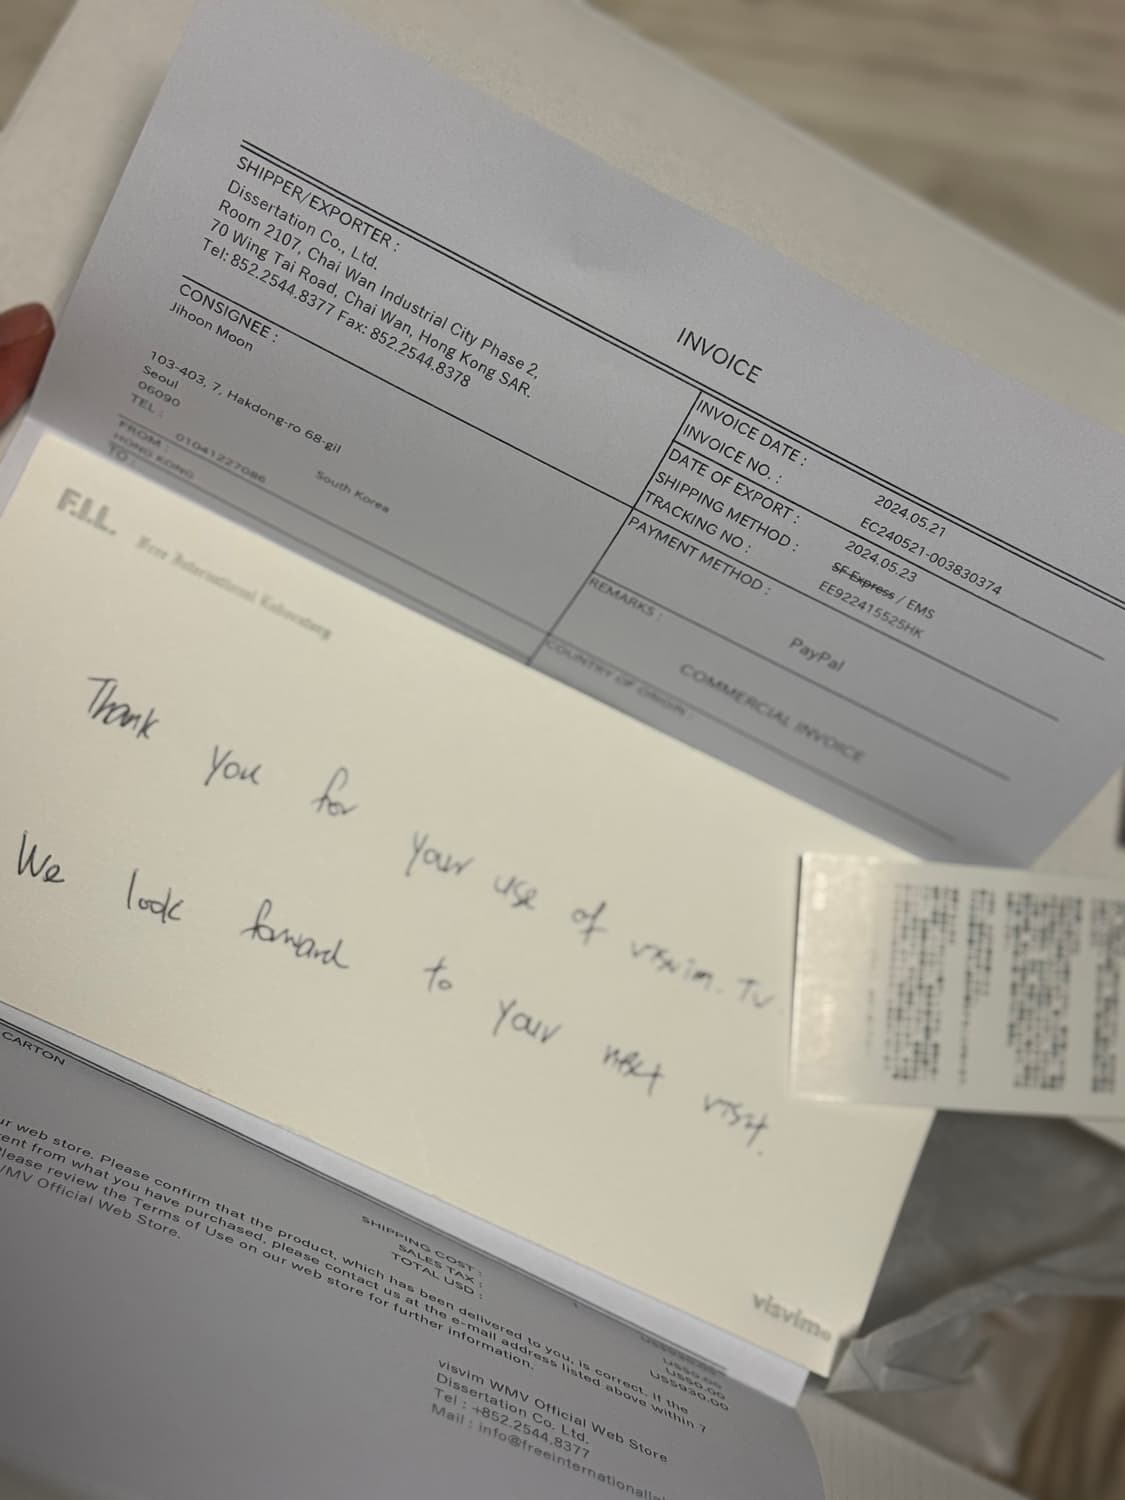 INVOICE
SHIPPER/EXPORTER :
Dissertation Co., Ltd.
Room 2107, Chai Wan Industrial City Phase 2,
70 Wing Tai Road, Chai Wan, Hong Kong SAR.
Tel: 852.2544.8377 Fax: 852.2544.8378
CONSIGNEE :
Jihoon Moon
103-403, 7, Hakdong-ro 68-gil
Seoul
06090 South Korea
TEL : 01041227086
FROM :
HONG KONG
TO :
INVOICE DATE : 2024.05.21
INVOICE NO. : EC240521-003830374
DATE OF EXPORT : 2024.05.23
SHIPPING METHOD : SF Express / EMS
TRACKING NO : EE922415525HK
PAYMENT METHOD : PayPal
REMARKS : COMMERCIAL INVOICE
COUNTRY OF ORIGIN :
F.I.L. Free International Laboratory
Thank you for your use of visvim.tv
We look forward to your next visit.
visvim
CARTON
SHIPPING COST :
SALES TAX : US$0.00
TOTAL USD : US$930.00
ur web store. Please confirm that the product, which has been delivered to you, is correct. If the
rent from what you have purchased, please contact us at the e-mail address listed above within 7
Please review the Terms of Use on our web store for further information.
WMV Official Web Store.
visvim WMV Official Web Store
Dissertation Co. Ltd.
Tel : +852.2544.8377
Mail : info@freeinternationalla